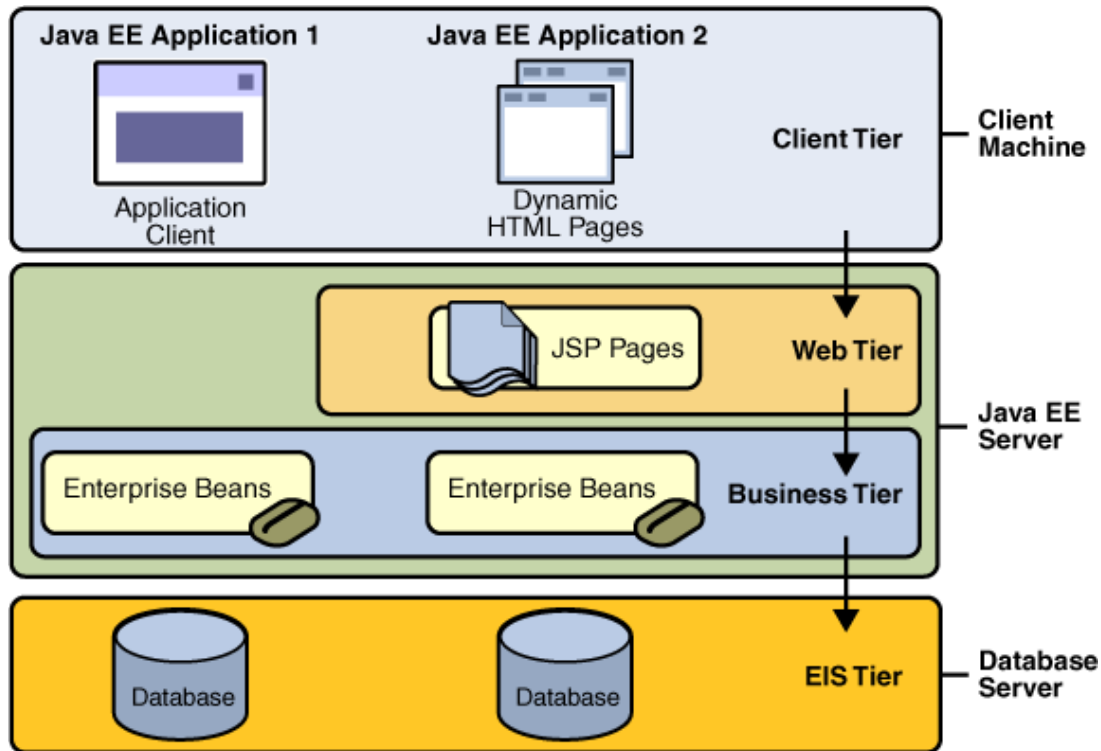 Java EE Application 1
Java EE Application 2
Application
Client
Dynamic
HTML Pages
Client Tier
Client
Machine
JSP Pages
Web Tier
Java EE
Server
Enterprise Beans
Enterprise Beans
Business Tier
Database
Database
EIS Tier
Database
Server